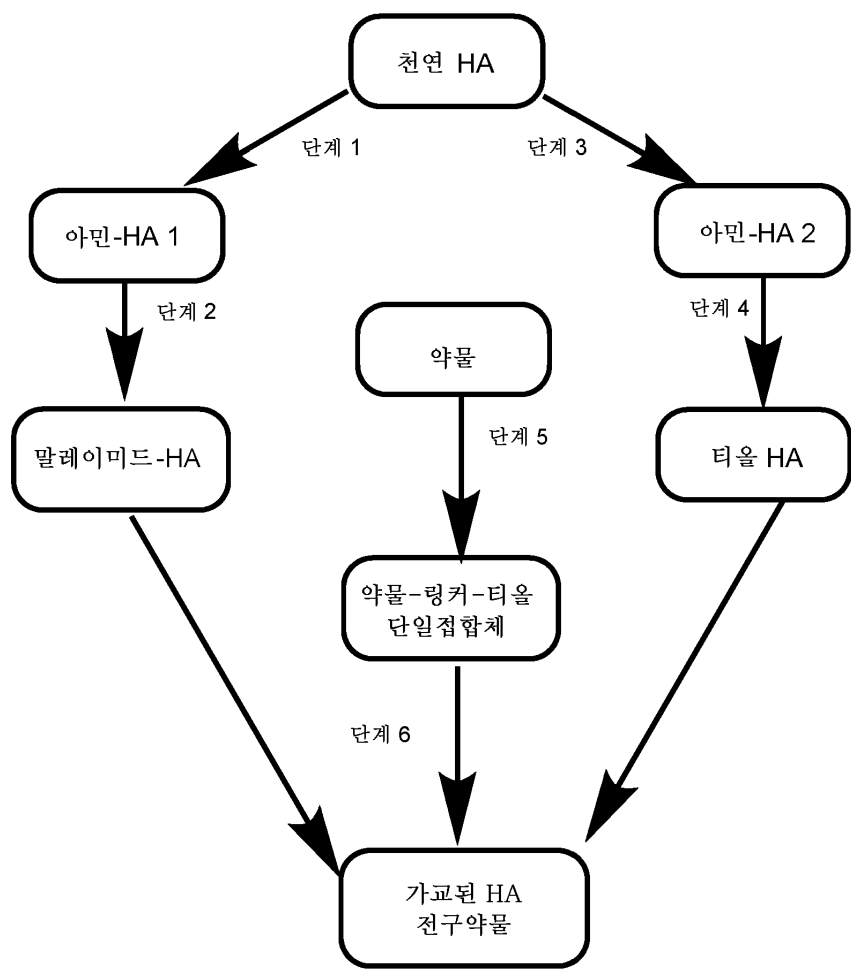 천연 HA
단계 1
단계 3
아민-HA 1
아민-HA 2
단계 2
단계 4
약물
단계 5
말레이미드-HA
티올 HA
약물-링커-티올
단일접합체
단계 6
가교된 HA
전구약물